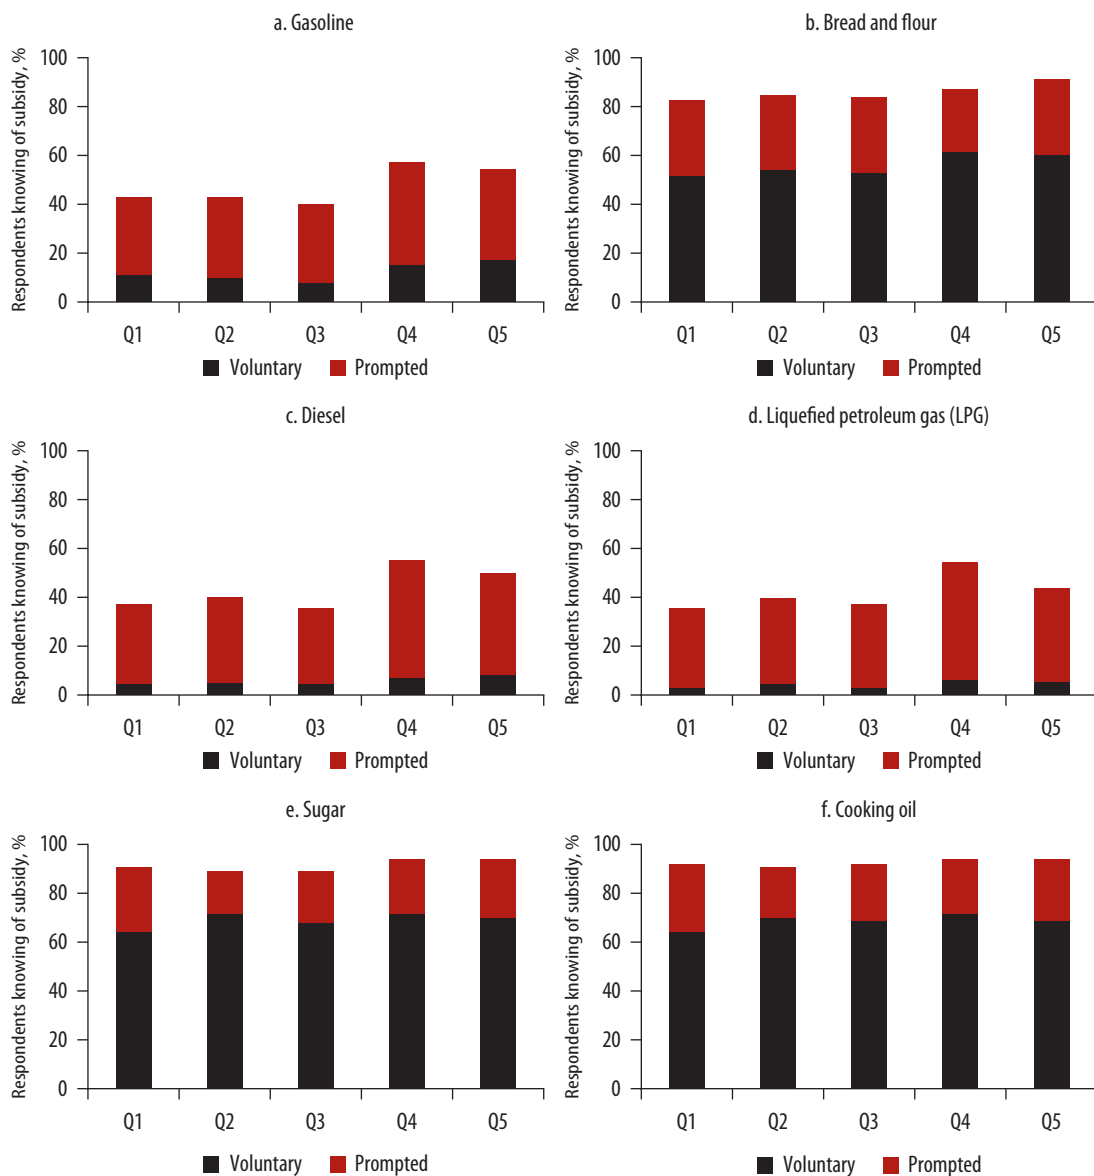 a. Gasoline
Respondents knowing of subsidy, %
100
80
60
40
20
0
Q1 Q2 Q3 Q4 Q5
Voluntary Prompted
b. Bread and flour
Respondents knowing of subsidy, %
100
80
60
40
20
0
Q1 Q2 Q3 Q4 Q5
Voluntary Prompted
c. Diesel
Respondents knowing of subsidy, %
100
80
60
40
20
0
Q1 Q2 Q3 Q4 Q5
Voluntary Prompted
d. Liquefied petroleum gas (LPG)
Respondents knowing of subsidy, %
100
80
60
40
20
0
Q1 Q2 Q3 Q4 Q5
Voluntary Prompted
e. Sugar
Respondents knowing of subsidy, %
100
80
60
40
20
0
Q1 Q2 Q3 Q4 Q5
Voluntary Prompted
f. Cooking oil
Respondents knowing of subsidy, %
100
80
60
40
20
0
Q1 Q2 Q3 Q4 Q5
Voluntary Prompted